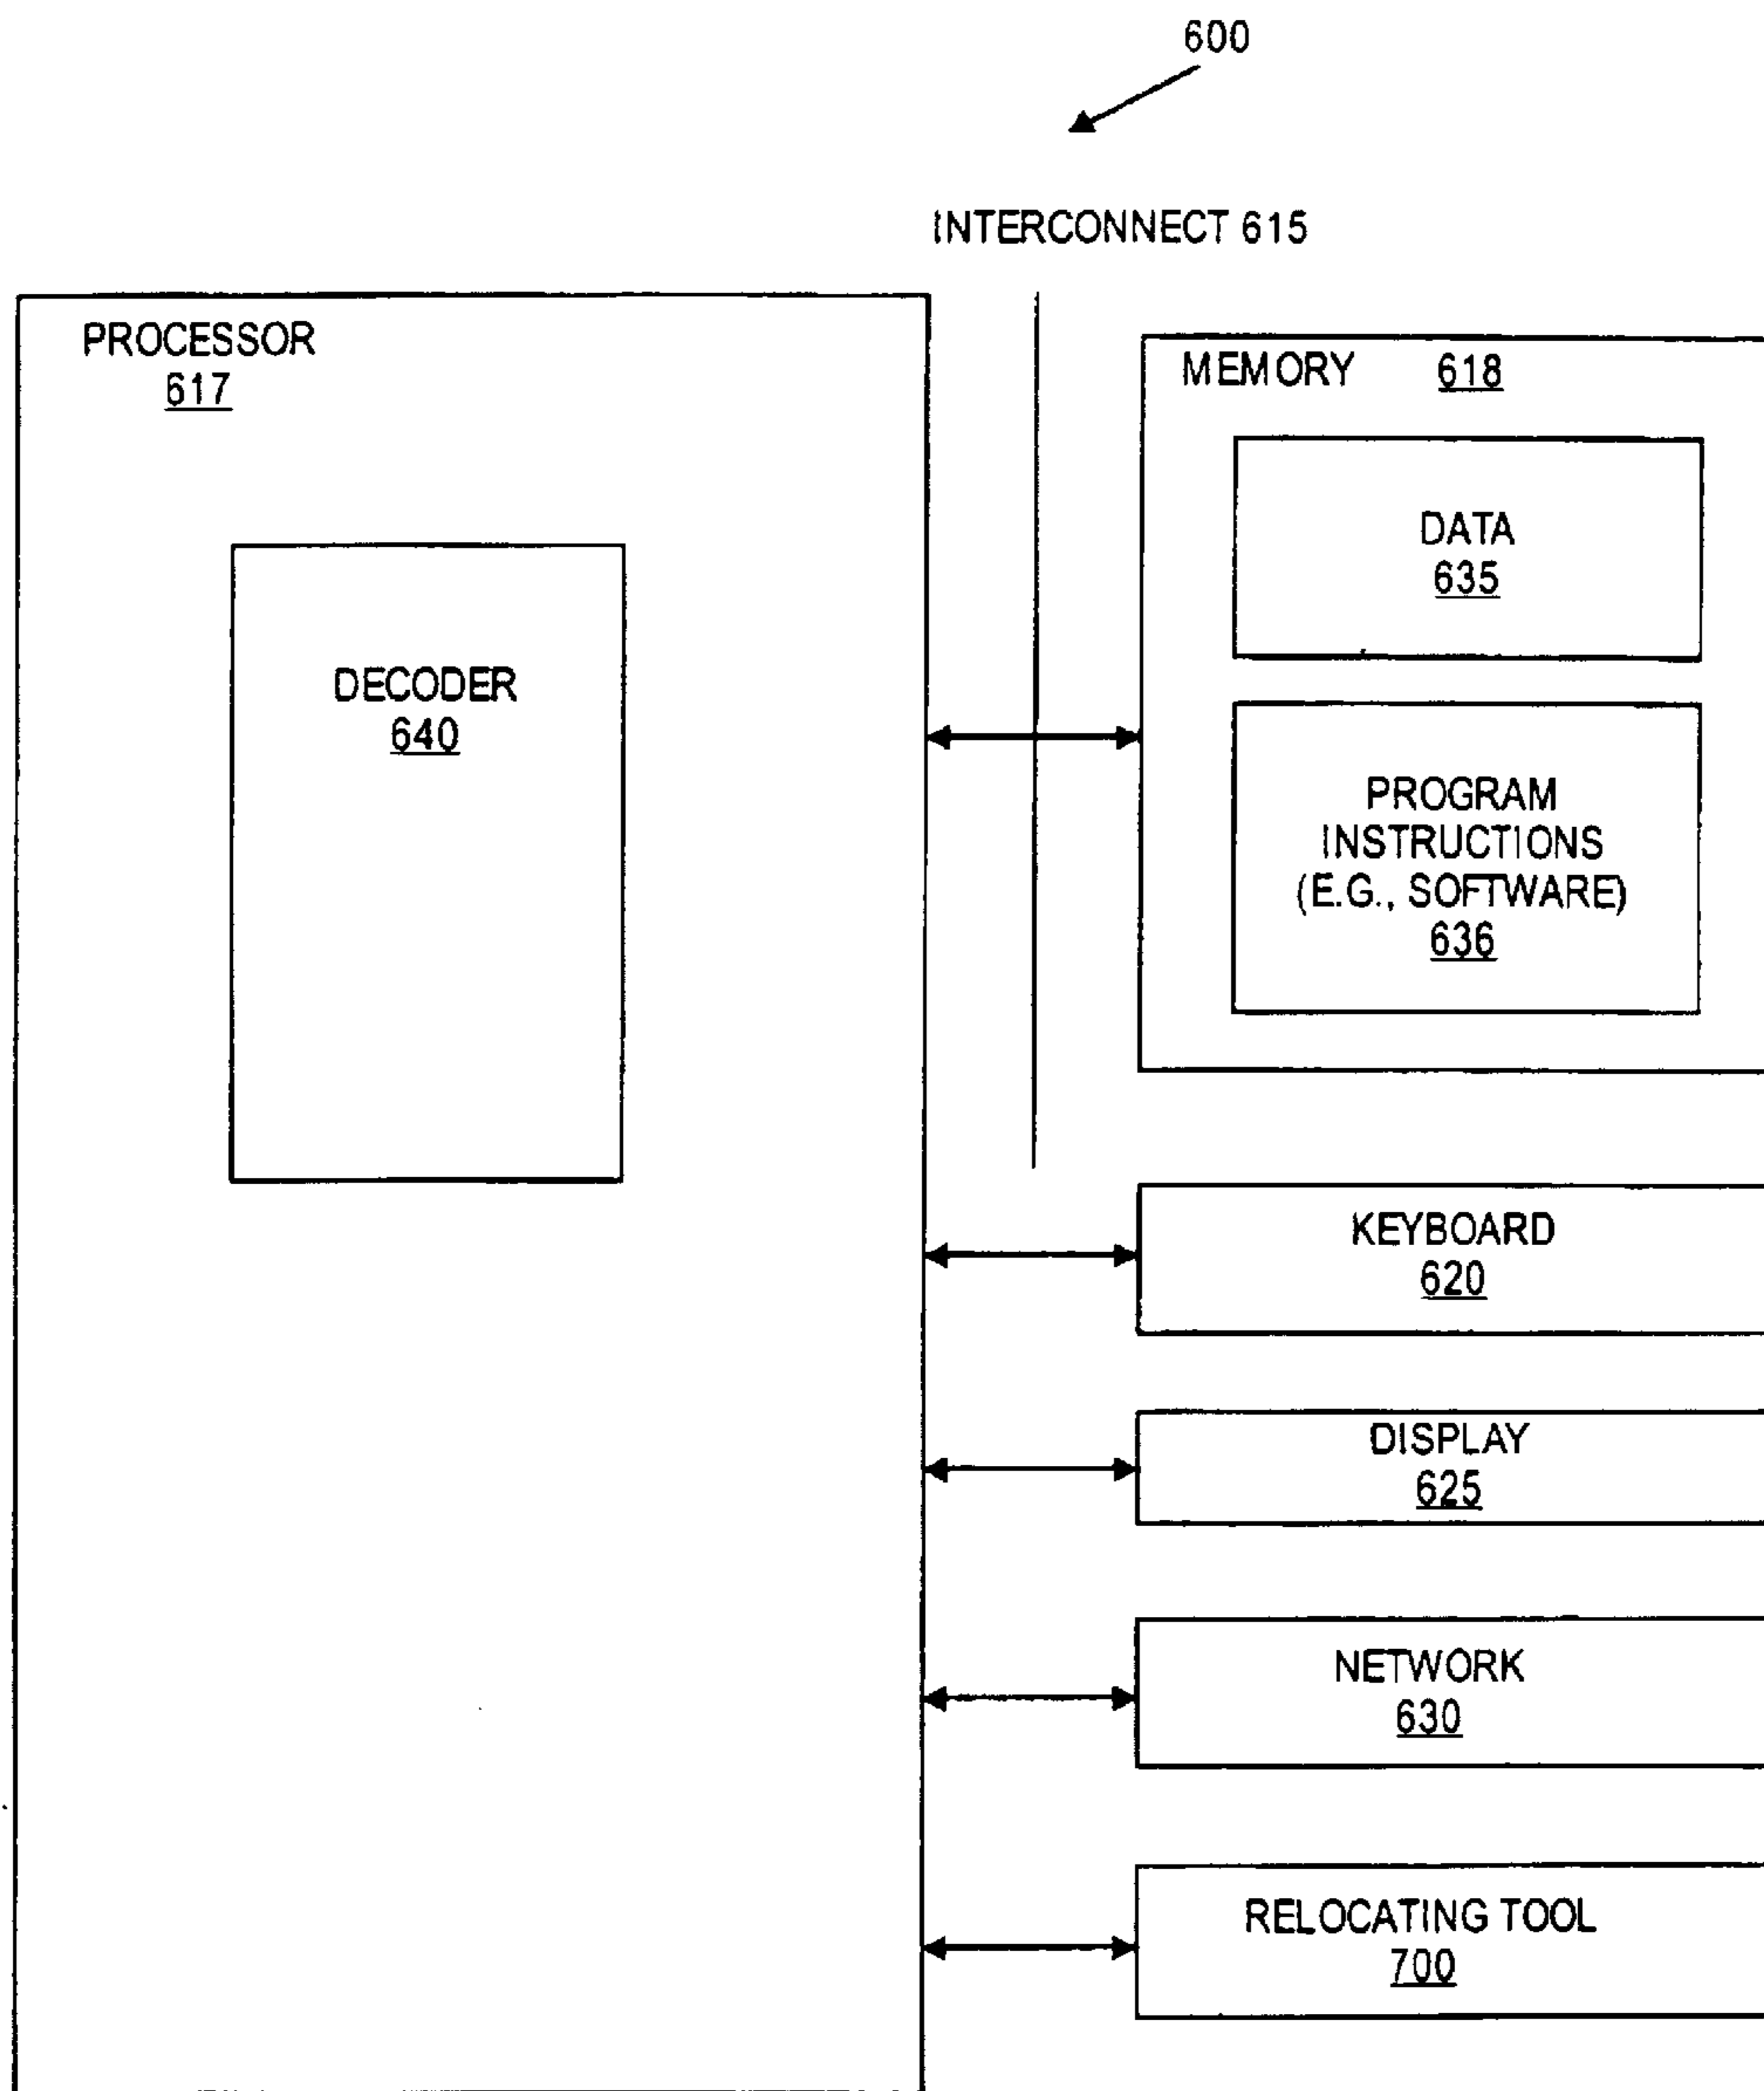 600
INTERCONNECT 615
PROCESSOR
617
MEMORY 618
DATA
635
DECODER
640
PROGRAM
INSTRUCTIONS
(E.G., SOFTWARE)
636
KEYBOARD
620
DISPLAY
625
NETWORK
630
RELOCATING TOOL
700